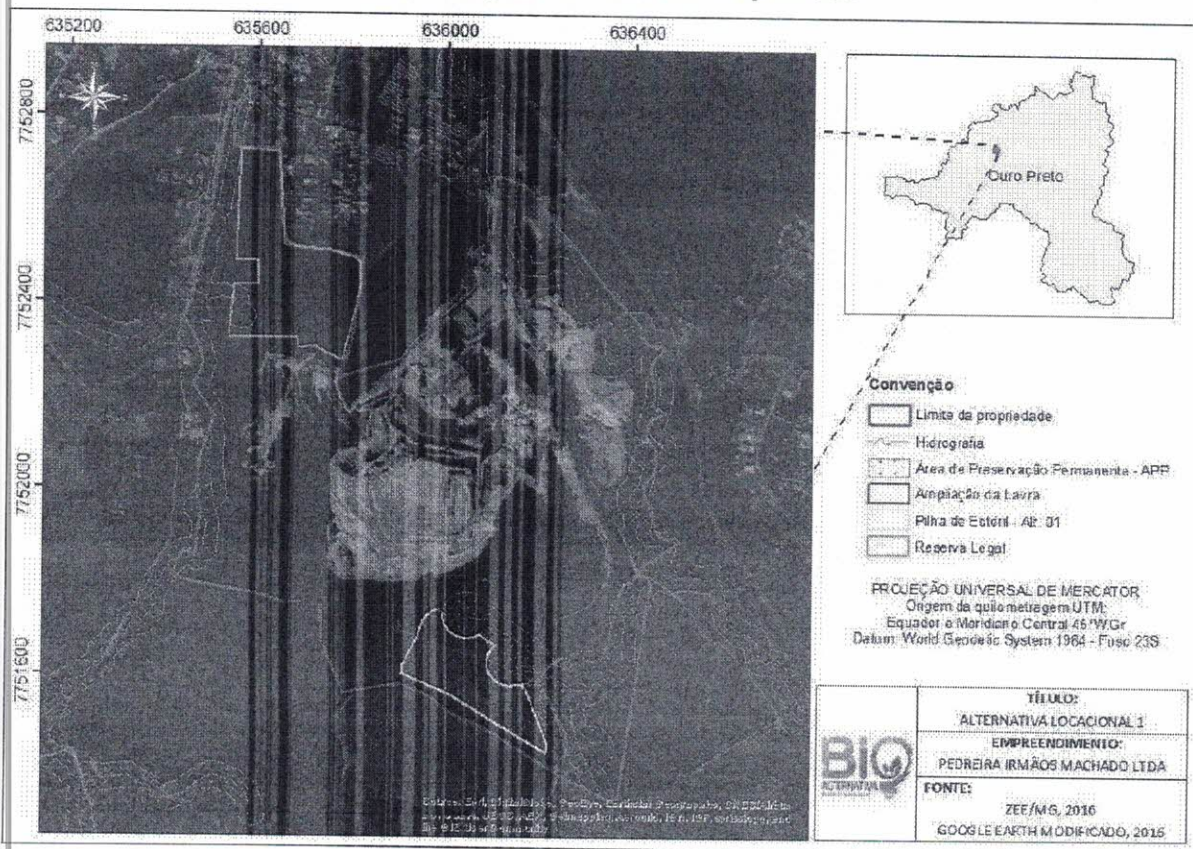 635200 635600 636000 636400
7752800
7752400
7752000
7751600
Ouro Preto
Convenção
Limite da propriedade
Hidrografia
Área de Preservação Permanente - APP
Ampliação da Lavra
Pilha de Estéril - Alt. 01
Reserva Legal
PROJEÇÃO UNIVERSAL DE MERCATOR
Origem da quilometragem UTM:
Equador e Meridiano Central 45°W.Gr
Datum: World Geodetic System 1984 - Fuso 23S
BIO
ALTERNATIVA
TÍTULO:
ALTERNATIVA LOCACIONAL 1
EMPREENDIMENTO:
PEDREIRA IRMÃOS MACHADO LTDA
FONTE:
ZEE/MG, 2016
GOOGLE EARTH MODIFICADO, 2016